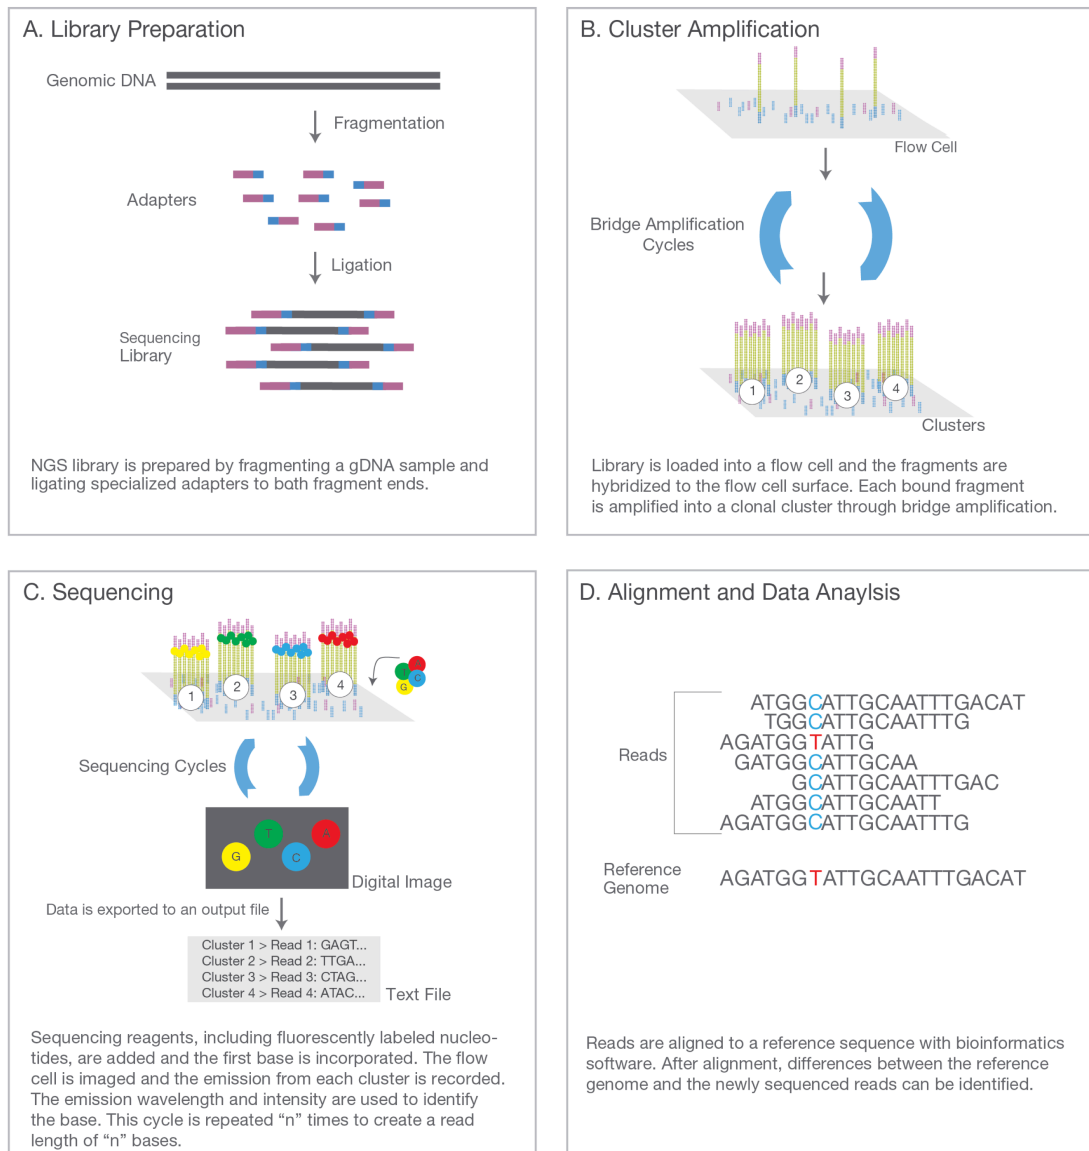 A. Library Preparation
Genomic DNA
Fragmentation
Adapters
Ligation
Sequencing
Library
NGS library is prepared by fragmenting a gDNA sample and
ligating specialized adapters to both fragment ends.
B. Cluster Amplification
Flow Cell
Bridge Amplification
Cycles
1
2
3
4
Clusters
Library is loaded into a flow cell and the fragments are
hybridized to the flow cell surface. Each bound fragment
is amplified into a clonal cluster through bridge amplification.
C. Sequencing
1
2
3
4
A
T
C
G
Sequencing Cycles
T
A
G
C
Digital Image
Data is exported to an output file
Cluster 1 > Read 1: GAGT...
Cluster 2 > Read 2: TTGA...
Cluster 3 > Read 3: CTAG...
Cluster 4 > Read 4: ATAC...
Text File
Sequencing reagents, including fluorescently labeled nucleo-
tides, are added and the first base is incorporated. The flow
cell is imaged and the emission from each cluster is recorded.
The emission wavelength and intensity are used to identify
the base. This cycle is repeated “n” times to create a read
length of “n” bases.
D. Alignment and Data Anaylsis
Reads
ATGGCATTGCAATTTGACAT
TGGCATTGCAATTTG
AGATGGTATTG
GATGGCATTGCAA
GCATTGCAATTTGAC
ATGGCATTGCAATT
AGATGGCATTGCAATTTG
Reference
Genome
AGATGGTATTGCAATTTGACAT
Reads are aligned to a reference sequence with bioinformatics
software. After alignment, differences between the reference
genome and the newly sequenced reads can be identified.